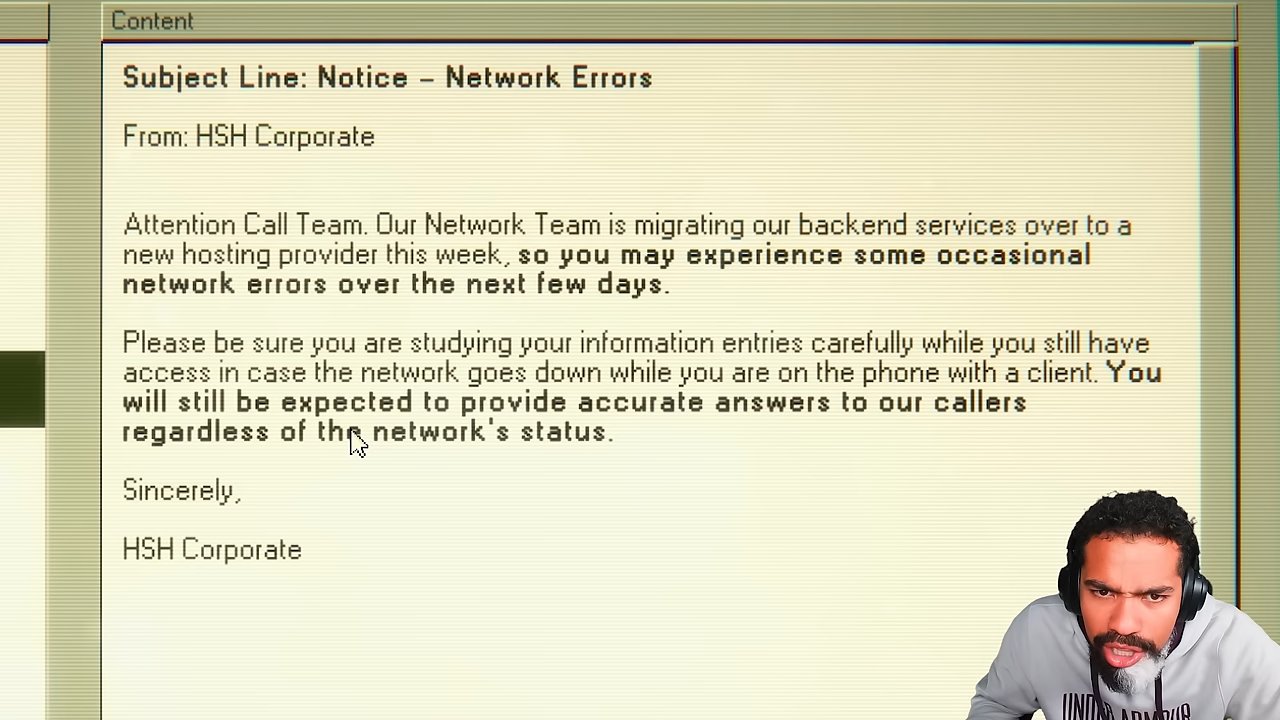 Content
Subject Line: Notice – Network Errors
From: HSH Corporate
Attention Call Team. Our Network Team is migrating our backend services over to a
new hosting provider this week, so you may experience some occasional
network errors over the next few days.
Please be sure you are studying your information entries carefully while you still have
access in case the network goes down while you are on the phone with a client. You
will still be expected to provide accurate answers to our callers
regardless of the network's status.
Sincerely,
HSH Corporate
UNDER ARMOUR